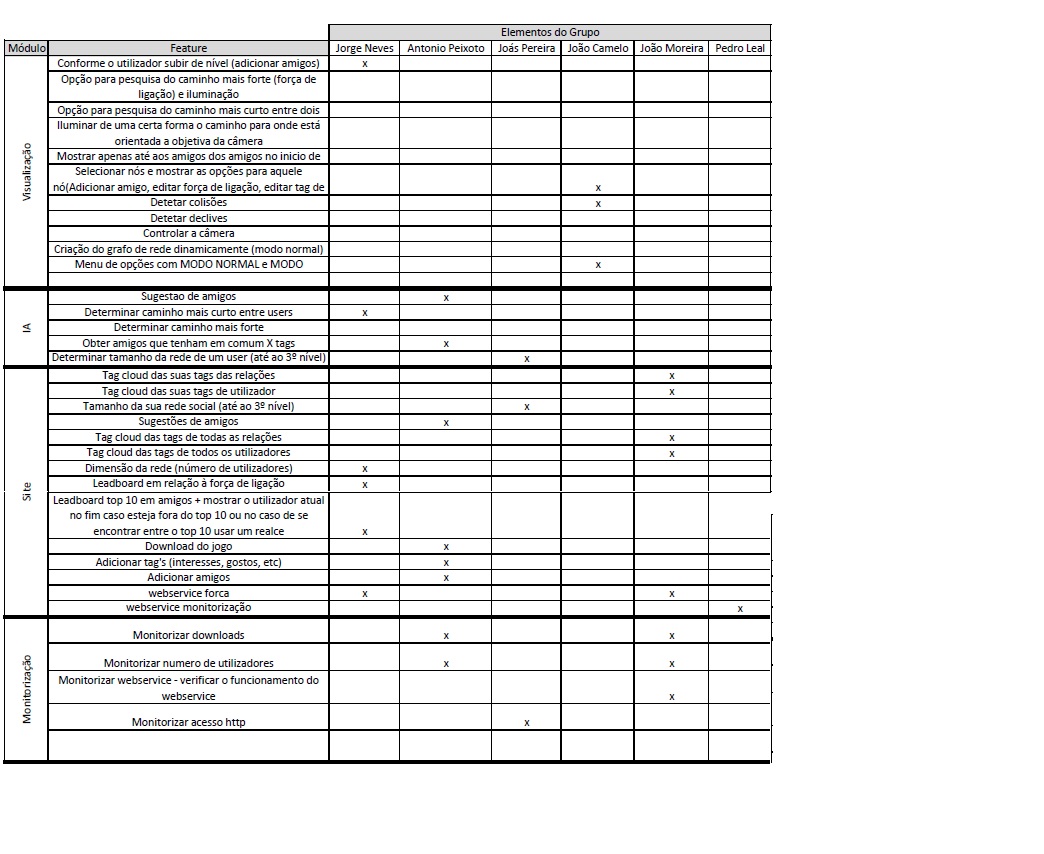 Elementos do Grupo
Módulo Feature Jorge Neves Antonio Peixoto Joás Pereira João Camelo João Moreira Pedro Leal
Visualização
Conforme o utilizador subir de nível (adicionar amigos) x
Opção para pesquisa do caminho mais forte (força de
ligação) e iluminação
Opção para pesquisa do caminho mais curto entre dois
Iluminar de uma certa forma o caminho para onde está
orientada a objetiva da câmera
Mostrar apenas até aos amigos dos amigos no inicio de
Selecionar nós e mostrar as opções para aquele
nó(Adicionar amigo, editar força de ligação, editar tag de x
Detetar colisões x
Detetar declives
Controlar a câmera
Criação do grafo de rede dinamicamente (modo normal)
Menu de opções com MODO NORMAL e MODO x
IA
Sugestao de amigos x
Determinar caminho mais curto entre users x
Determinar caminho mais forte
Obter amigos que tenham em comum X tags x
Determinar tamanho da rede de um user (até ao 3º nível) x
Site
Tag cloud das suas tags das relações x
Tag cloud das suas tags de utilizador x
Tamanho da sua rede social (até ao 3º nível) x
Sugestões de amigos x
Tag cloud das tags de todas as relações x
Tag cloud das tags de todos os utilizadores x
Dimensão da rede (número de utilizadores) x
Leadboard em relação à força de ligação x
Leadboard top 10 em amigos + mostrar o utilizador atual
no fim caso esteja fora do top 10 ou no caso de se
encontrar entre o top 10 usar um realce x
Download do jogo x
Adicionar tag's (interesses, gostos, etc) x
Adicionar amigos x
webservice forca x x
webservice monitorização x
Monitorização
Monitorizar downloads x x
Monitorizar numero de utilizadores x x
Monitorizar webservice - verificar o funcionamento do
webservice x
Monitorizar acesso http x